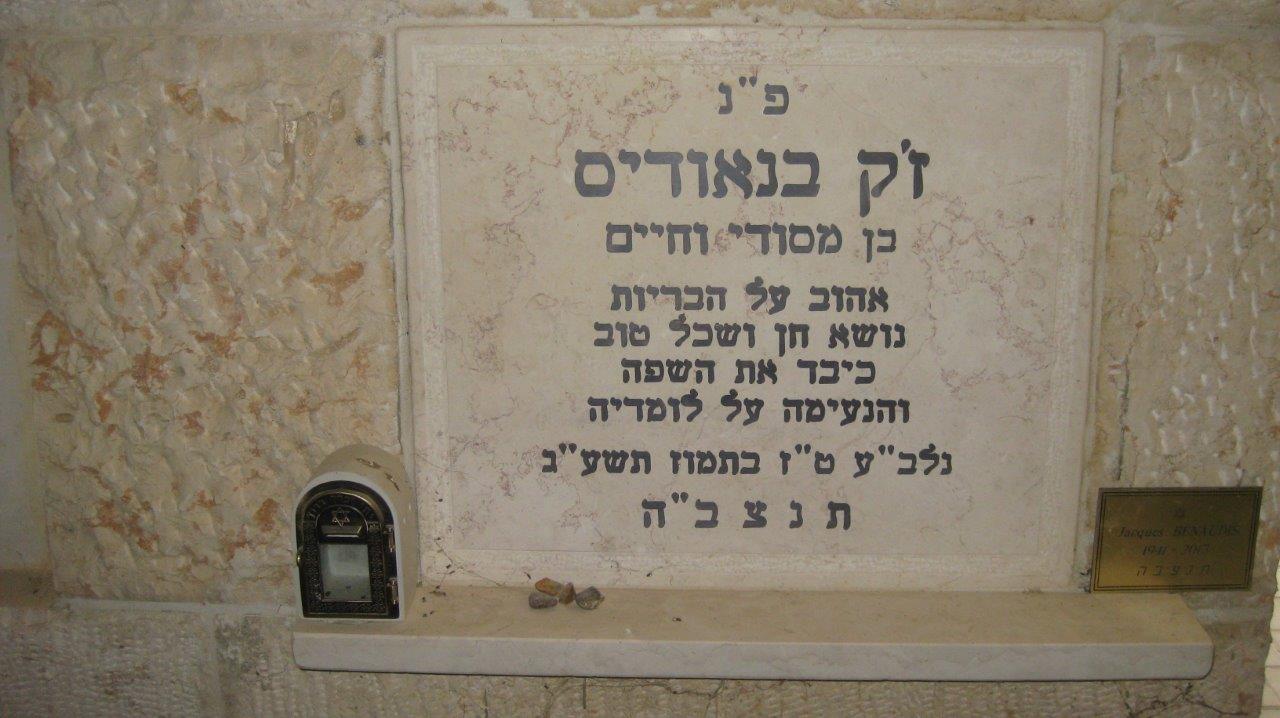 פ"נ
ז'ק בנאודיס
בן מסודי וחיים
אהוב על הבריות
נושא חן ושכל טוב
כיבד את השפה
והנעימה על לומדיה
נלב"ע ט"ז בתמוז תשע"ג
ת נ צ ב "ה
Jacques BENAUDIS
1941 - 2013
ת נ צ ב ה